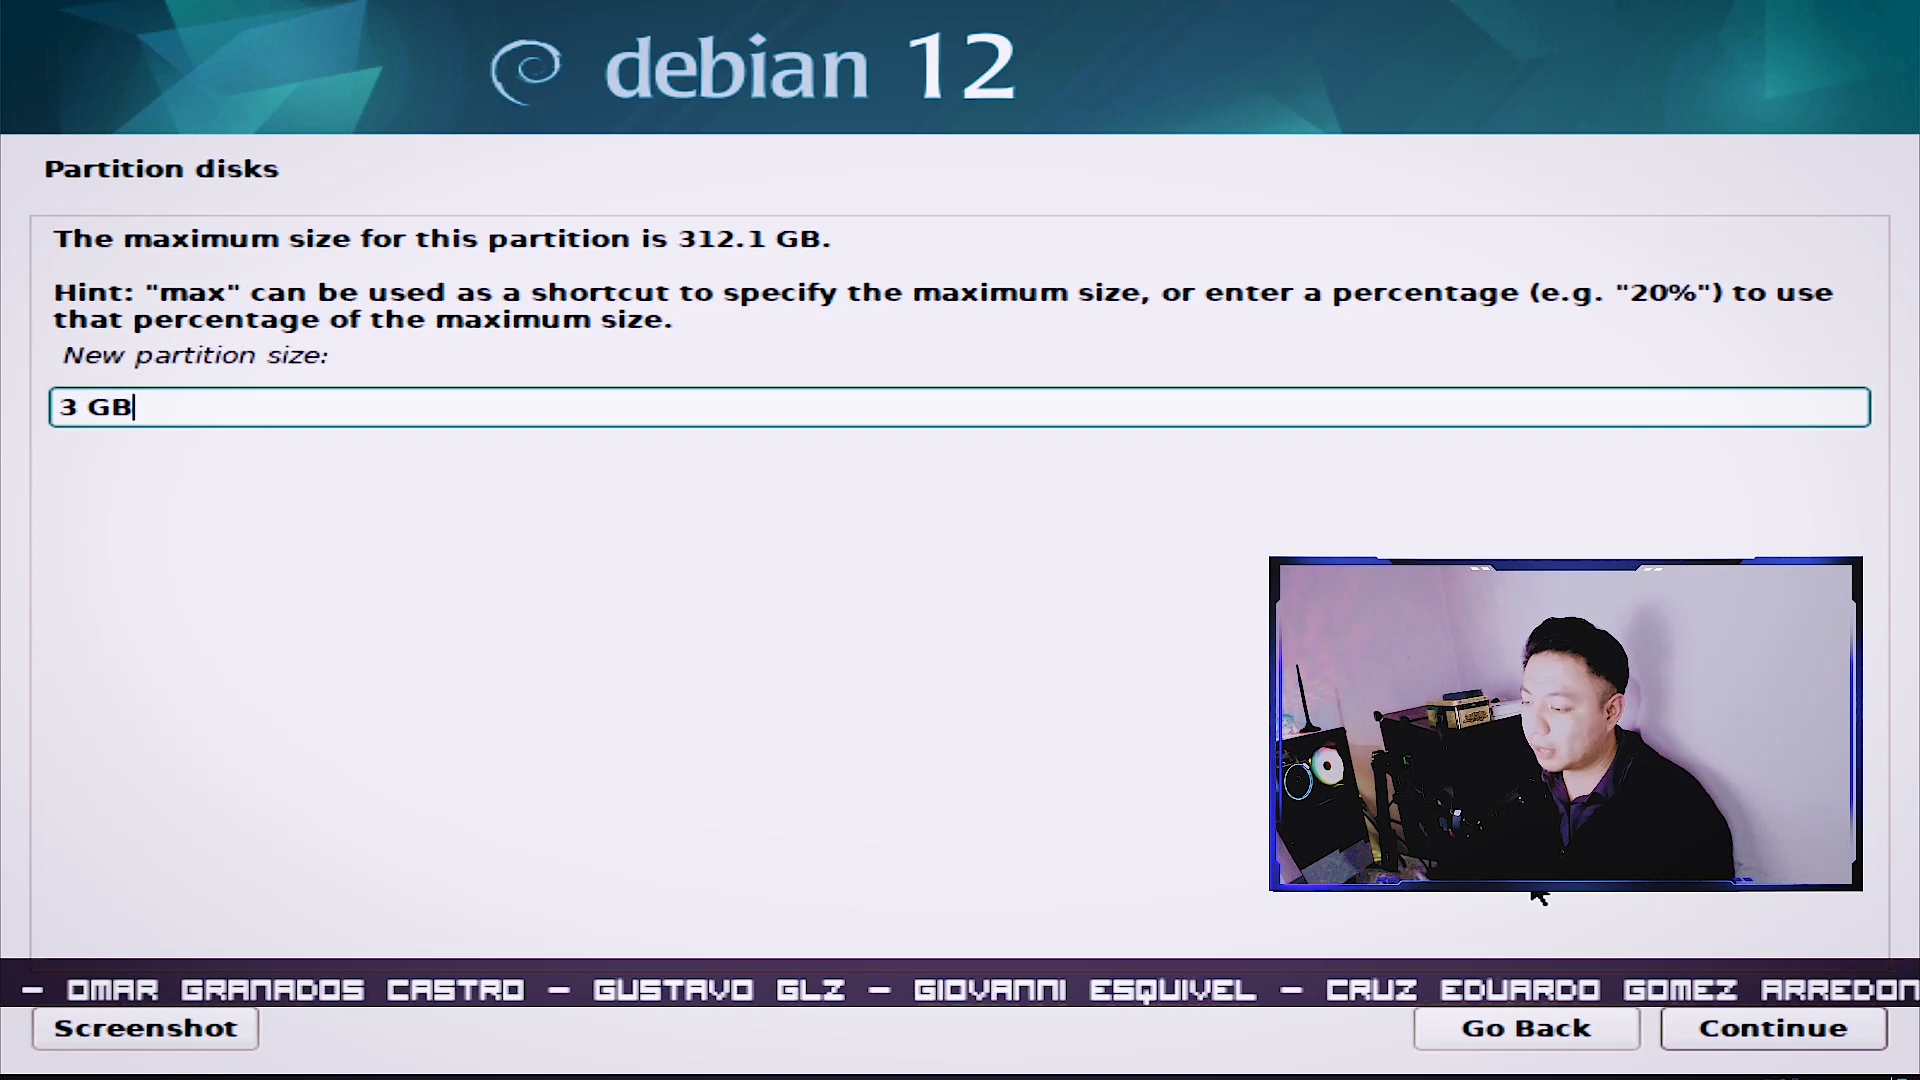 debian 12
Partition disks
The maximum size for this partition is 312.1 GB.
Hint: "max" can be used as a shortcut to specify the maximum size, or enter a percentage (e.g. "20%") to use
that percentage of the maximum size.
New partition size:
3 GB
— OMAR GRANADOS CASTRO — GUSTAVO GLZ — GIOVANNI ESQUIVEL — CRUZ EDUARDO GOMEZ ARREDON
Screenshot
Go Back
Continue